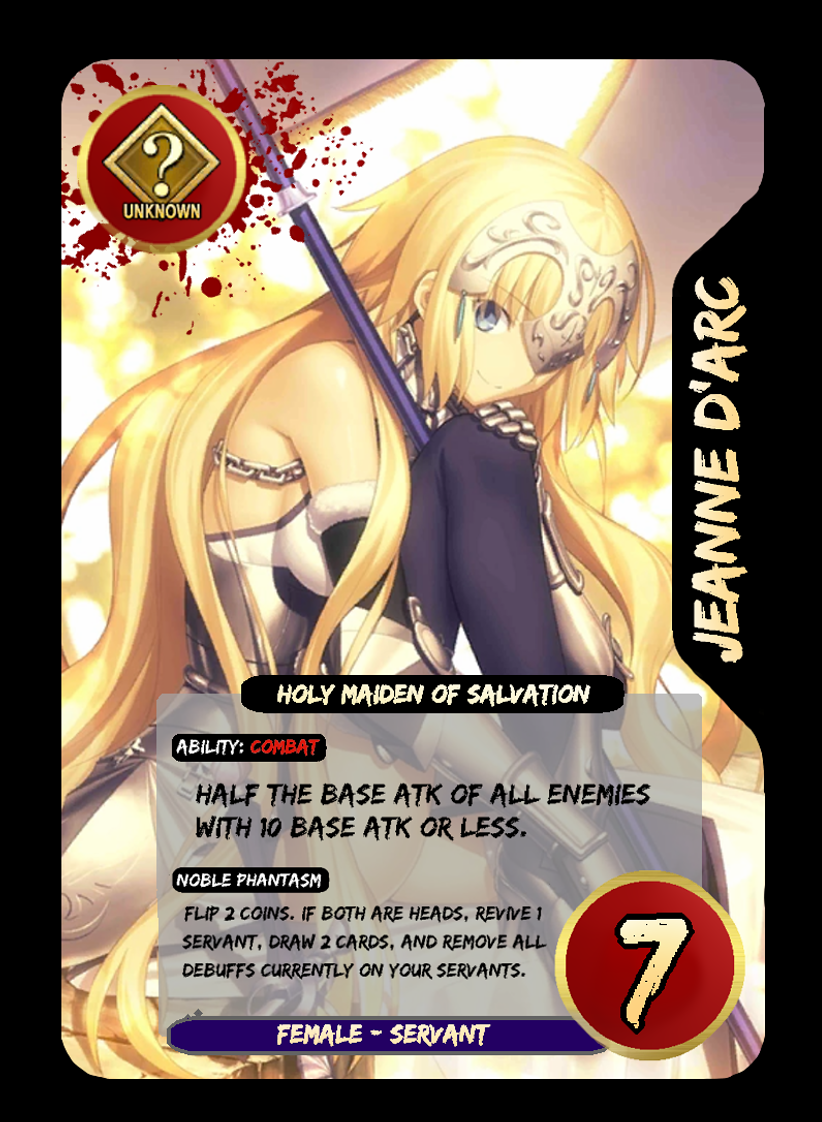 ?
UNKNOWN
JEANNE D'ARC
HOLY MAIDEN OF SALVATION
ABILITY: COMBAT
HALF THE BASE ATK OF ALL ENEMIES
WITH 10 BASE ATK OR LESS.
NOBLE PHANTASM
FLIP 2 COINS. IF BOTH ARE HEADS, REVIVE 1
SERVANT, DRAW 2 CARDS, AND REMOVE ALL
DEBUFFS CURRENTLY ON YOUR SERVANTS.
7
FEMALE - SERVANT